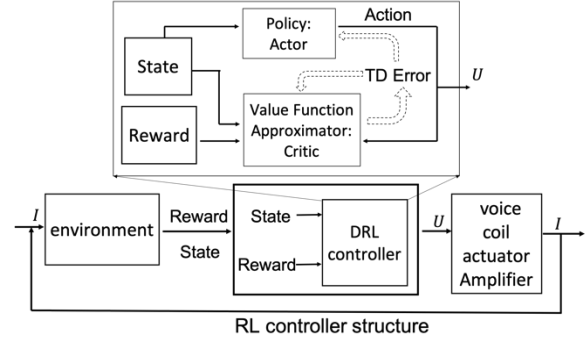 Policy:
Actor
Action
State
TD Error
U
Value Function
Approximator:
Critic
Reward
I
environment
Reward
State
State
Reward
DRL
controller
U
voice
coil
actuator
Amplifier
I
RL controller structure